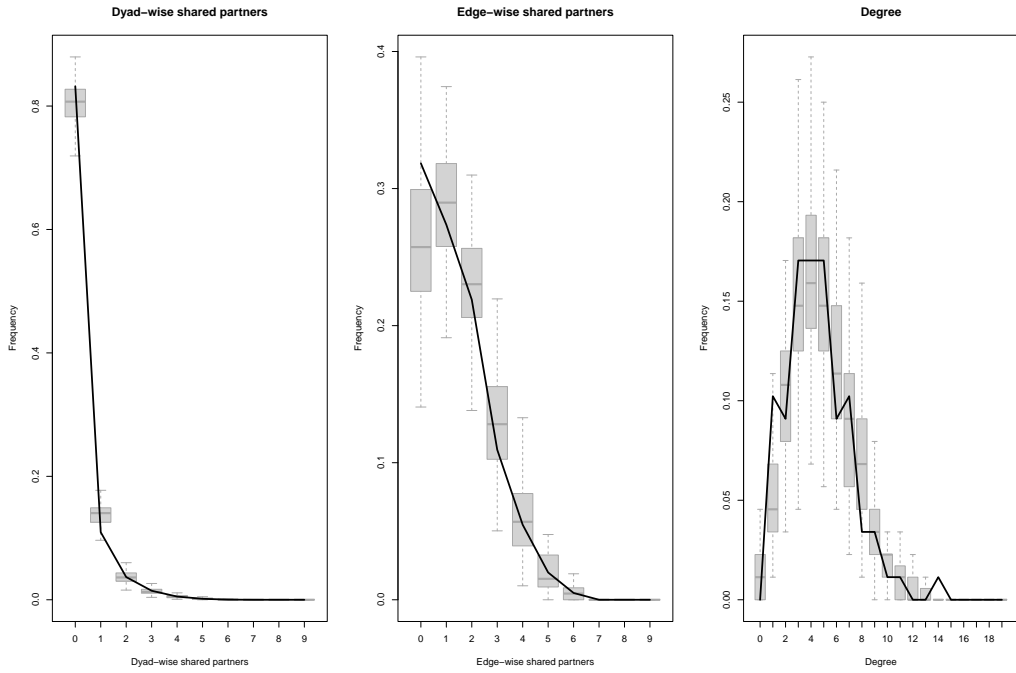 Dyad−wise shared partners
Frequency
0.8
0.6
0.4
0.2
0.0
0 1 2 3 4 5 6 7 8 9
Dyad−wise shared partners
Edge−wise shared partners
Frequency
0.4
0.3
0.2
0.1
0.0
0 1 2 3 4 5 6 7 8 9
Edge−wise shared partners
Degree
Frequency
0.25
0.20
0.15
0.10
0.05
0.00
0 2 4 6 8 10 12 14 16 18
Degree